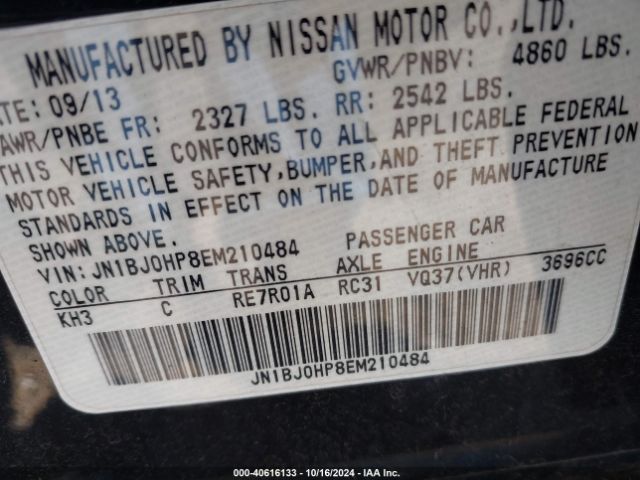 MANUFACTURED BY NISSAN MOTOR CO.,LTD.
ATE: 09/13 GVWR/PNBV: 4860 LBS.
AWR/PNBE FR: 2327 LBS. RR: 2542 LBS.
THIS VEHICLE CONFORMS TO ALL APPLICABLE FEDERAL
MOTOR VEHICLE SAFETY,BUMPER,AND THEFT PREVENTION
STANDARDS IN EFFECT ON THE DATE OF MANUFACTURE
SHOWN ABOVE.
VIN: JN1BJ0HP8EM210484 PASSENGER CAR
COLOR TRIM TRANS AXLE ENGINE
KH3 C RE7R01A RC31 VQ37(VHR) 3696CC
JN1BJ0HP8EM210484
000-40616133 - 10/16/2024 - IAA Inc.